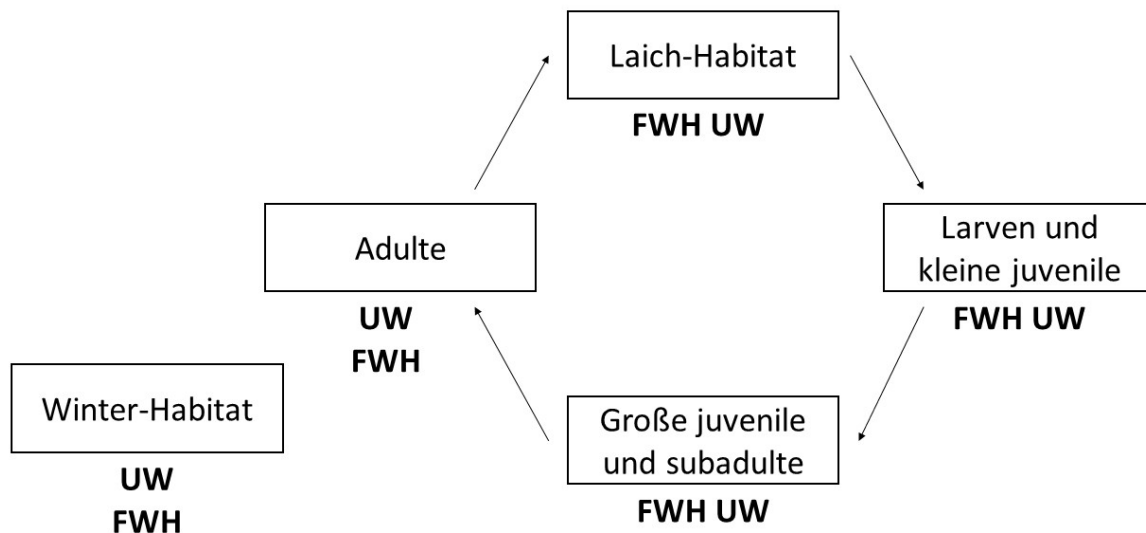 Laich-Habitat
FWH UW
Adulte
UW
FWH
Larven und
kleine juvenile
FWH UW
Winter-Habitat
UW
FWH
Große juvenile
und subadulte
FWH UW